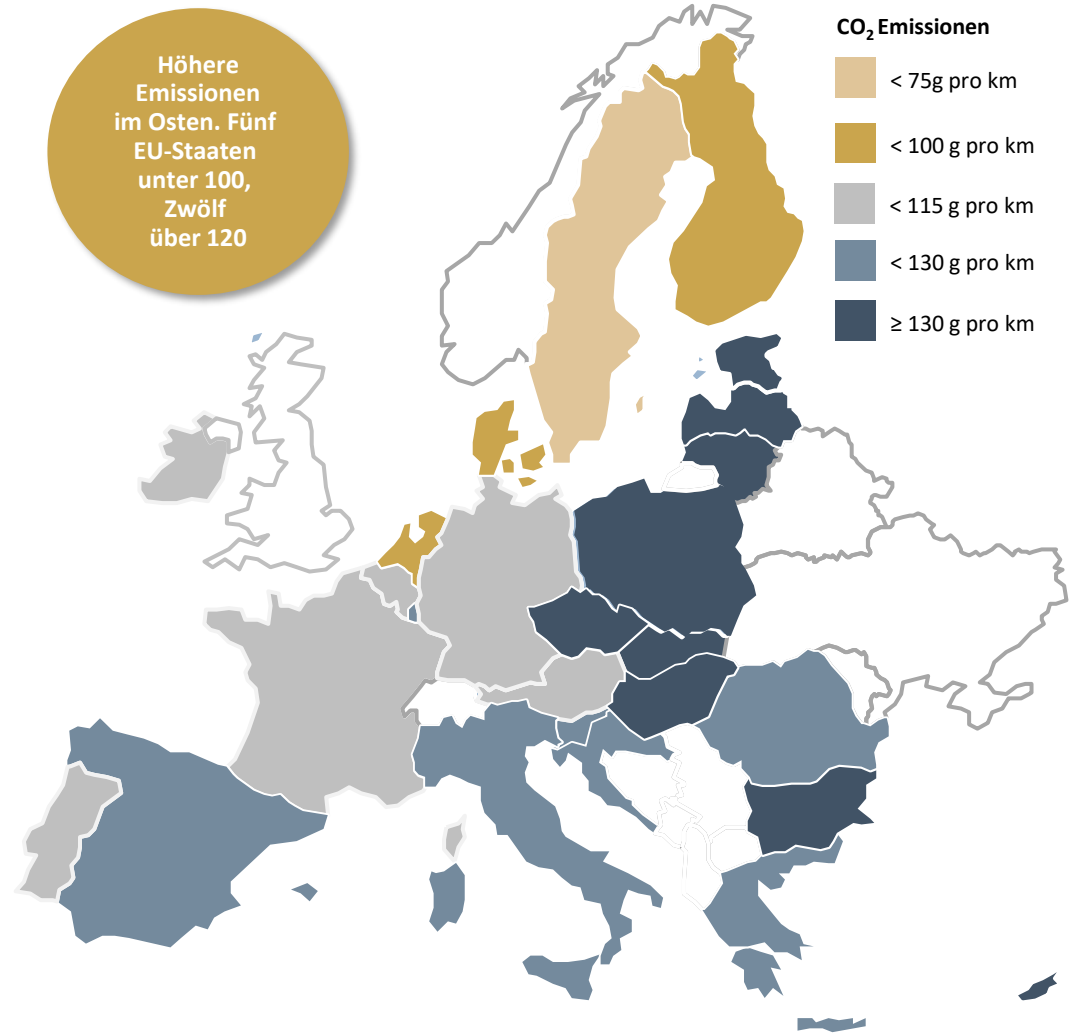 Höhere
Emissionen
im Osten. Fünf
EU-Staaten
unter 100,
Zwölf
über 120
CO₂ Emissionen
< 75g pro km
< 100 g pro km
< 115 g pro km
< 130 g pro km
≥ 130 g pro km